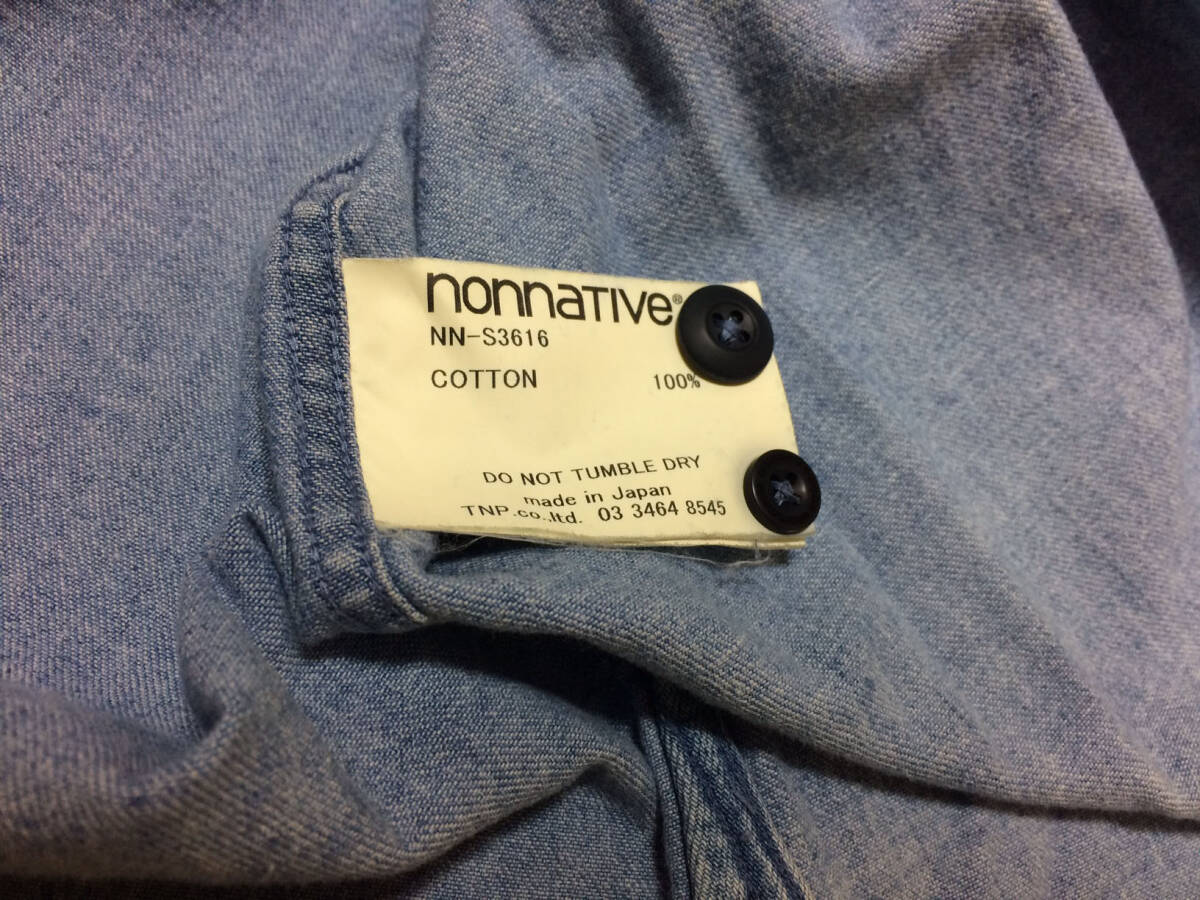 nonnative®
NN-S3616
COTTON 100%
DO NOT TUMBLE DRY
made in Japan
TNP.co.,ltd. 03 3464 8545